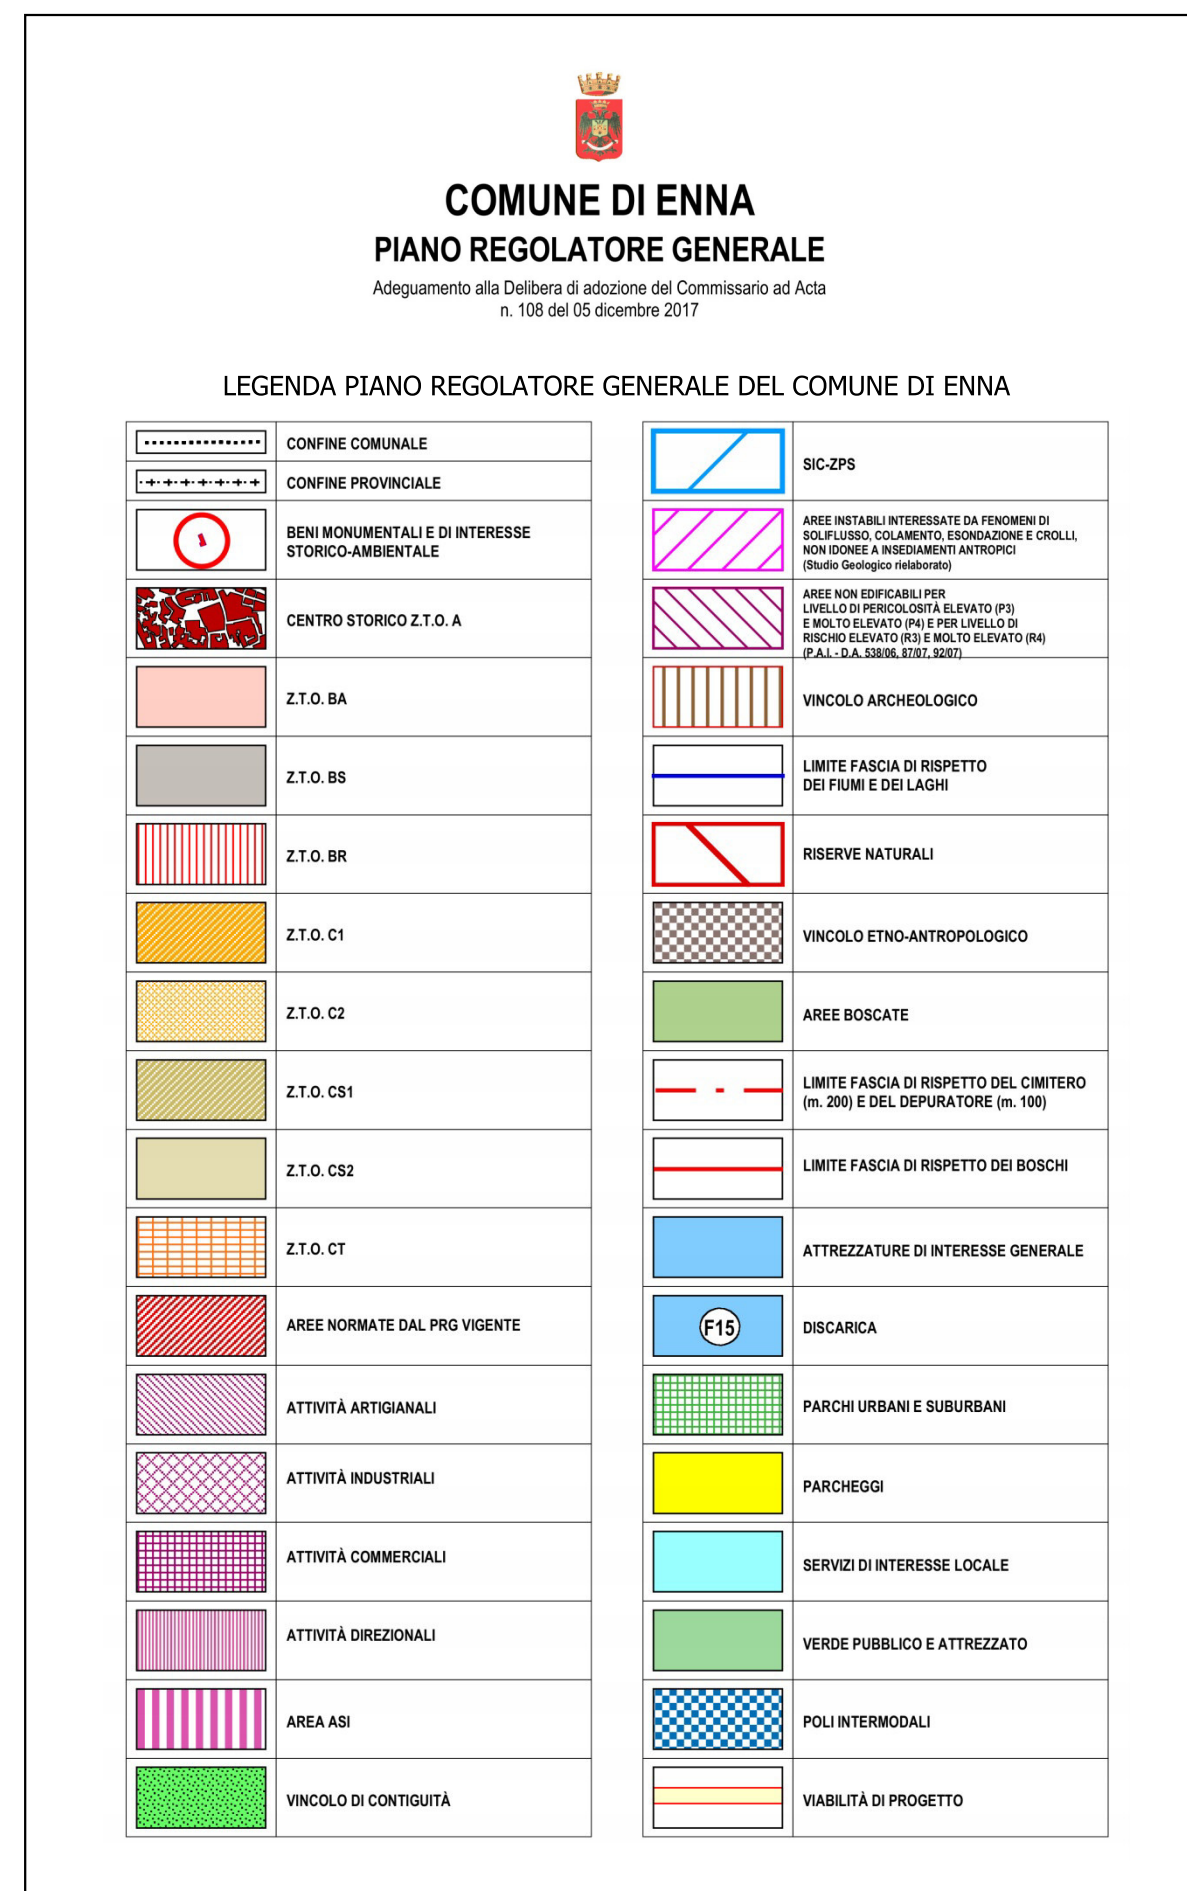 COMUNE DI ENNA
PIANO REGOLATORE GENERALE
Adeguamento alla Delibera di adozione del Commissario ad Acta
n. 108 del 05 dicembre 2017
LEGENDA PIANO REGOLATORE GENERALE DEL COMUNE DI ENNA
CONFINE COMUNALE
CONFINE PROVINCIALE
BENI MONUMENTALI E DI INTERESSE
STORICO-AMBIENTALE
CENTRO STORICO Z.T.O. A
Z.T.O. BA
Z.T.O. BS
Z.T.O. BR
Z.T.O. C1
Z.T.O. C2
Z.T.O. CS1
Z.T.O. CS2
Z.T.O. CT
AREE NORMATE DAL PRG VIGENTE
ATTIVITÀ ARTIGIANALI
ATTIVITÀ INDUSTRIALI
ATTIVITÀ COMMERCIALI
ATTIVITÀ DIREZIONALI
AREA ASI
VINCOLO DI CONTIGUITÀ
SIC-ZPS
AREE INSTABILI INTERESSATE DA FENOMENI DI
SOLIFLUSSO, COLAMENTO, ESONDAZIONE E CROLLI,
NON IDONEE A INSEDIAMENTI ANTROPICI
(Studio Geologico rielaborato)
AREE NON EDIFICABILI PER
LIVELLO DI PERICOLOSITÀ ELEVATO (P3)
E MOLTO ELEVATO (P4) E PER LIVELLO DI
RISCHIO ELEVATO (R3) E MOLTO ELEVATO (R4)
(P.A.I. - D.A. 538/06, 87/07, 92/07)
VINCOLO ARCHEOLOGICO
LIMITE FASCIA DI RISPETTO
DEI FIUMI E DEI LAGHI
RISERVE NATURALI
VINCOLO ETNO-ANTROPOLOGICO
AREE BOSCATE
LIMITE FASCIA DI RISPETTO DEL CIMITERO
(m. 200) E DEL DEPURATORE (m. 100)
LIMITE FASCIA DI RISPETTO DEI BOSCHI
ATTREZZATURE DI INTERESSE GENERALE
F15 DISCARICA
PARCHI URBANI E SUBURBANI
PARCHEGGI
SERVIZI DI INTERESSE LOCALE
VERDE PUBBLICO E ATTREZZATO
POLI INTERMODALI
VIABILITÀ DI PROGETTO